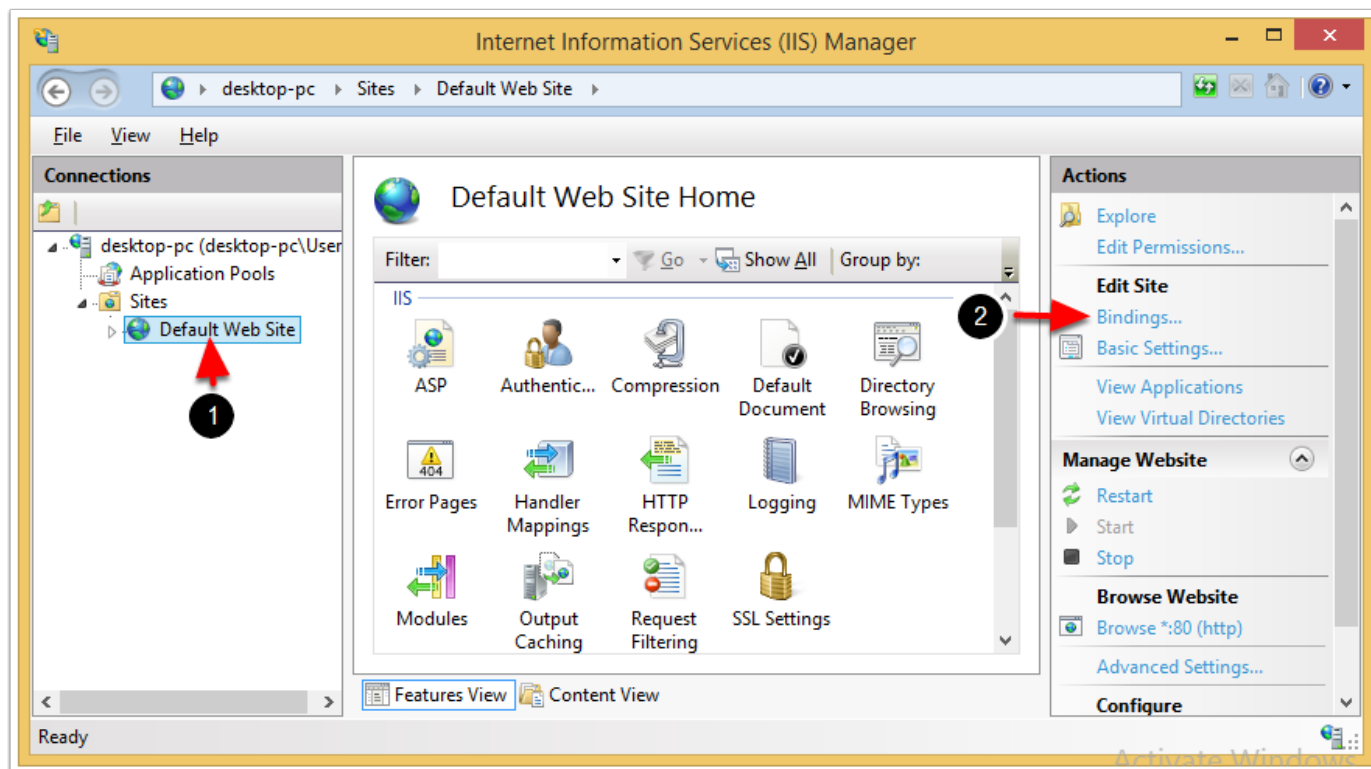 Internet Information Services (IIS) Manager
desktop-pc Sites Default Web Site
File View Help
Connections
desktop-pc (desktop-pc\User
Application Pools
Sites
Default Web Site
1
Default Web Site Home
Filter: Go Show All Group by:
IIS
ASP Authentic... Compression Default Document Directory Browsing
404
Error Pages Handler Mappings HTTP Respon... Logging MIME Types
Modules Output Caching Request Filtering SSL Settings
Features View Content View
2
Actions
Explore
Edit Permissions...
Edit Site
Bindings...
Basic Settings...
View Applications
View Virtual Directories
Manage Website
Restart
Start
Stop
Browse Website
Browse *:80 (http)
Advanced Settings...
Configure
Ready
Activate Windows